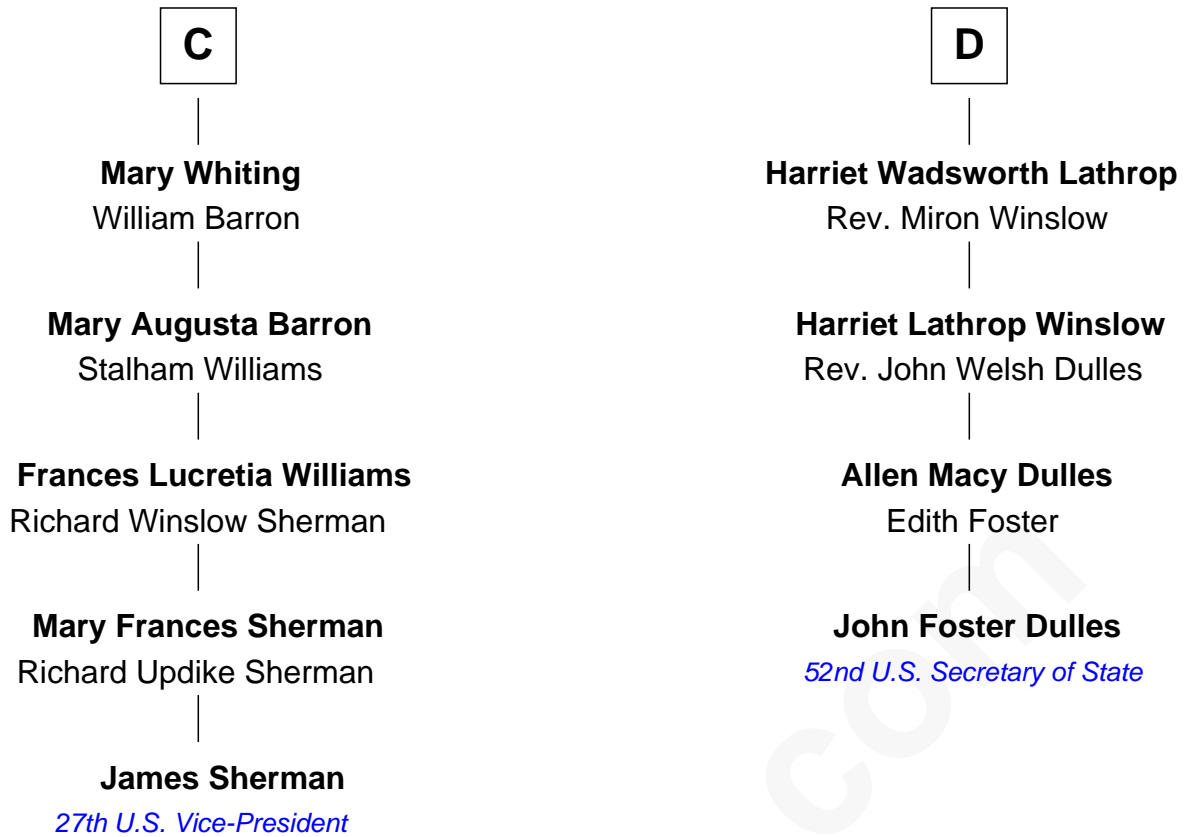 C
Mary Whiting
William Barron
Mary Augusta Barron
Stalham Williams
Frances Lucretia Williams
Richard Winslow Sherman
Mary Frances Sherman
Richard Updike Sherman
James Sherman
27th U.S. Vice-President
D
Harriet Wadsworth Lathrop
Rev. Miron Winslow
Harriet Lathrop Winslow
Rev. John Welsh Dulles
Allen Macy Dulles
Edith Foster
John Foster Dulles
52nd U.S. Secretary of State
com